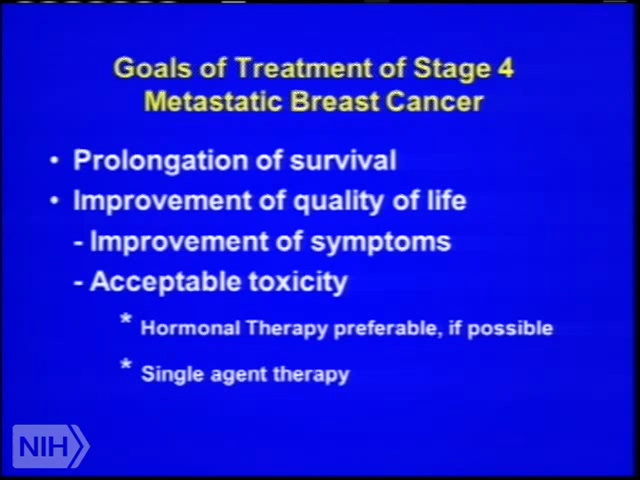 Goals of Treatment of Stage 4
Metastatic Breast Cancer
• Prolongation of survival
• Improvement of quality of life
- Improvement of symptoms
- Acceptable toxicity
* Hormonal Therapy preferable, if possible
* Single agent therapy
NIH